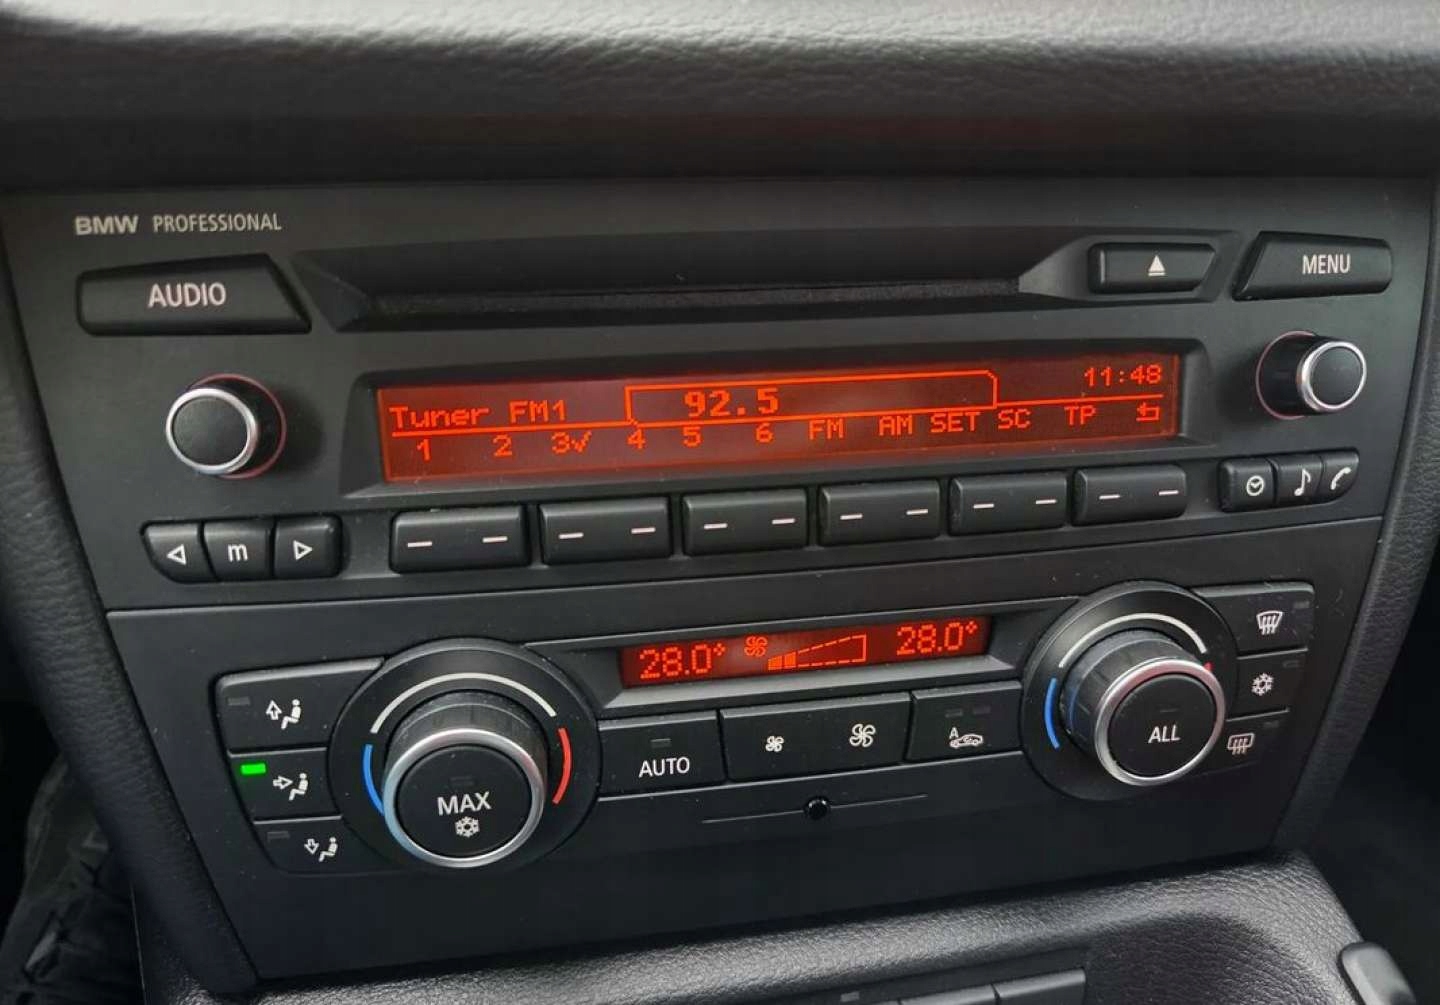 BMW PROFESSIONAL
AUDIO
MENU
Tuner FM1 92.5 11:48
1 2 3✓ 4 5 6 FM AM SET SC TP
m
28.0° 28.0°
AUTO
A
MAX
ALL